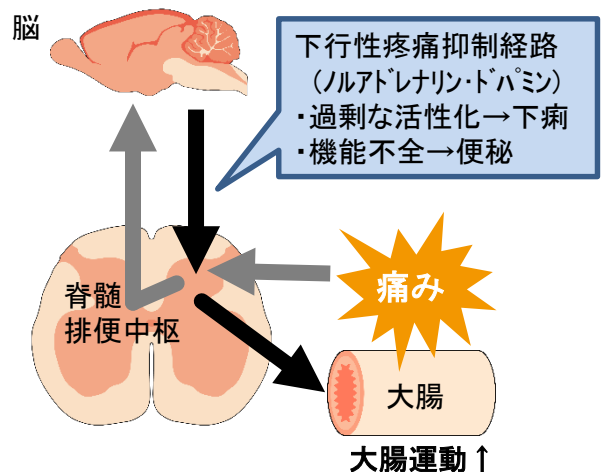 脳
下行性疼痛抑制経路
（ﾉﾙｱﾄﾞﾚﾅﾘﾝ･ﾄﾞﾊﾟﾐﾝ）
・過剰な活性化→下痢
・機能不全→便秘
痛み
脊髄
排便中枢
大腸
大腸運動↑